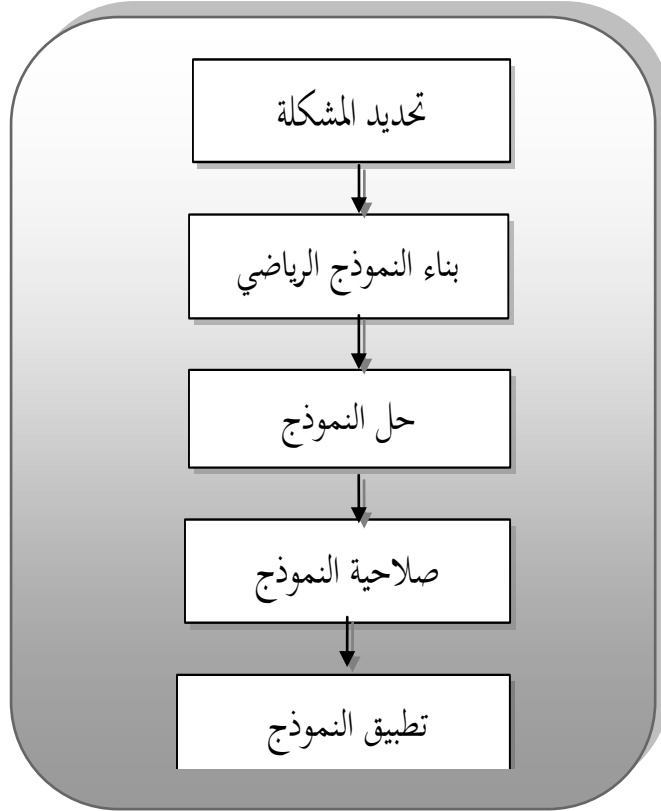 تحديد المشكلة
بناء النموذج الرياضي
حل النموذج
صلاحية النموذج
تطبيق النموذج